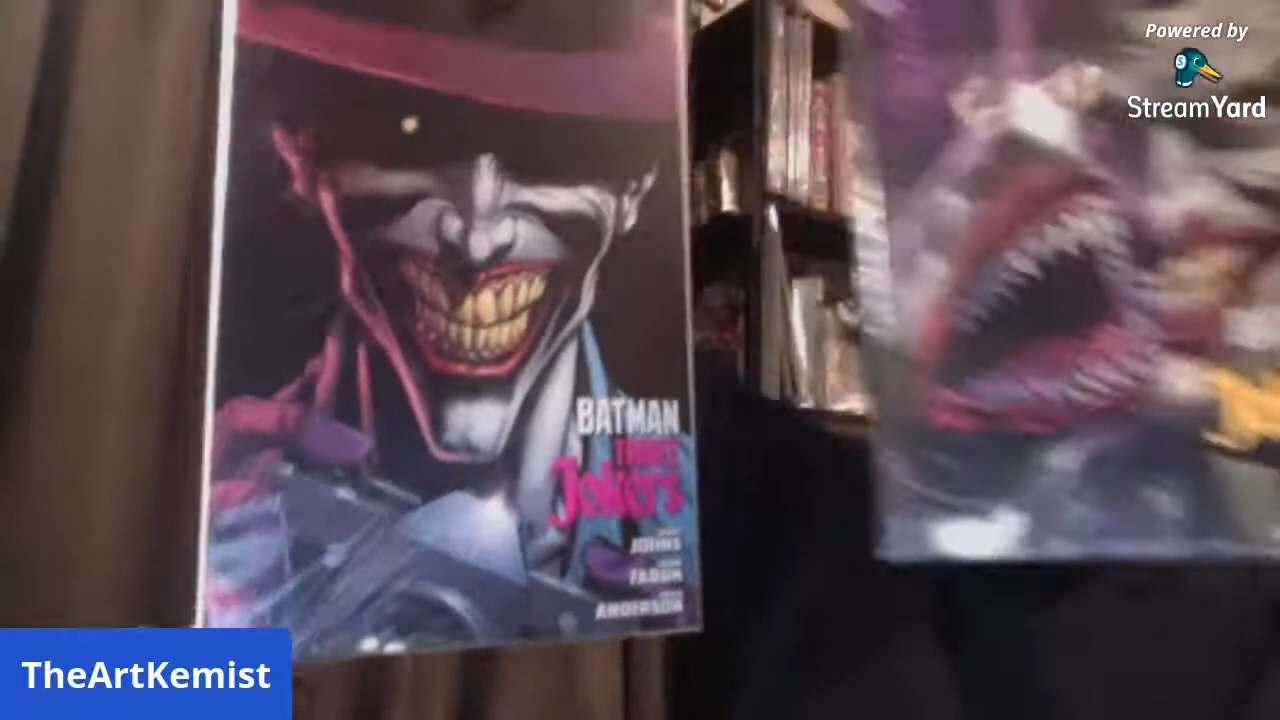 Powered by
StreamYard
BATMAN
THREE
Jokers
JOHNS
FABOK
ANDERSON
TheArtKemist